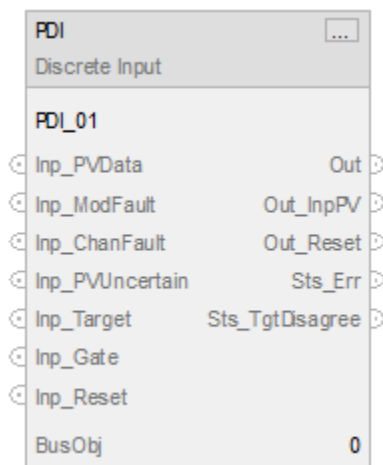 PDI ...
Discrete Input
PDI_01
Inp_PVData Out
Inp_ModFault Out_InpPV
Inp_ChanFault Out_Reset
Inp_PVUncertain Sts_Err
Inp_Target Sts_TgtDisagree
Inp_Gate
Inp_Reset
BusObj 0